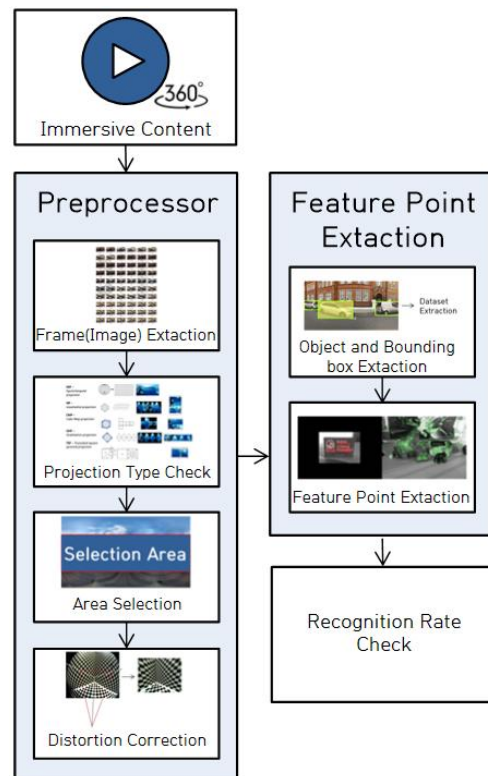 360°
Immersive Content
Preprocessor
Frame(Image) Extaction
Projection Type Check
Selection Area
Area Selection
Distortion Correction
Feature Point
Extaction
Dataset
Extraction
Object and Bounding
box Extaction
Feature Point Extaction
Recognition Rate
Check